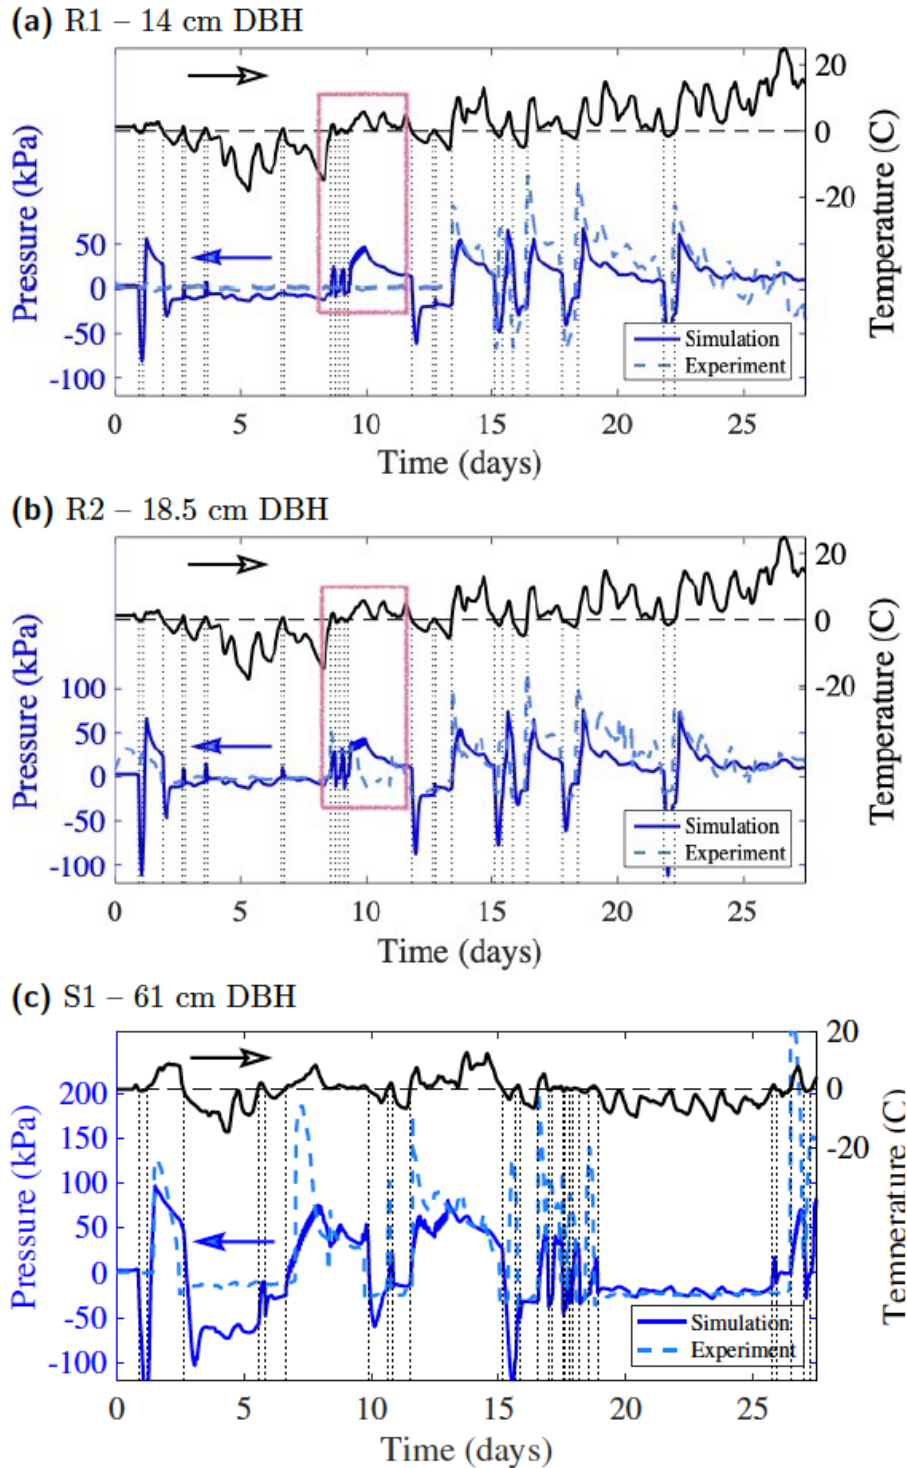 (a) R1 – 14 cm DBH
Pressure (kPa)
50
0
-50
-100
20
0
-20
Temperature (C)
Simulation
Experiment
0 5 10 15 20 25
Time (days)
(b) R2 – 18.5 cm DBH
Pressure (kPa)
100
50
0
-50
-100
20
0
-20
Temperature (C)
Simulation
Experiment
0 5 10 15 20 25
Time (days)
(c) S1 – 61 cm DBH
Pressure (kPa)
200
150
100
50
0
-50
-100
20
0
-20
Temperature (C
Simulation
Experiment
0 5 10 15 20 25
Time (days)